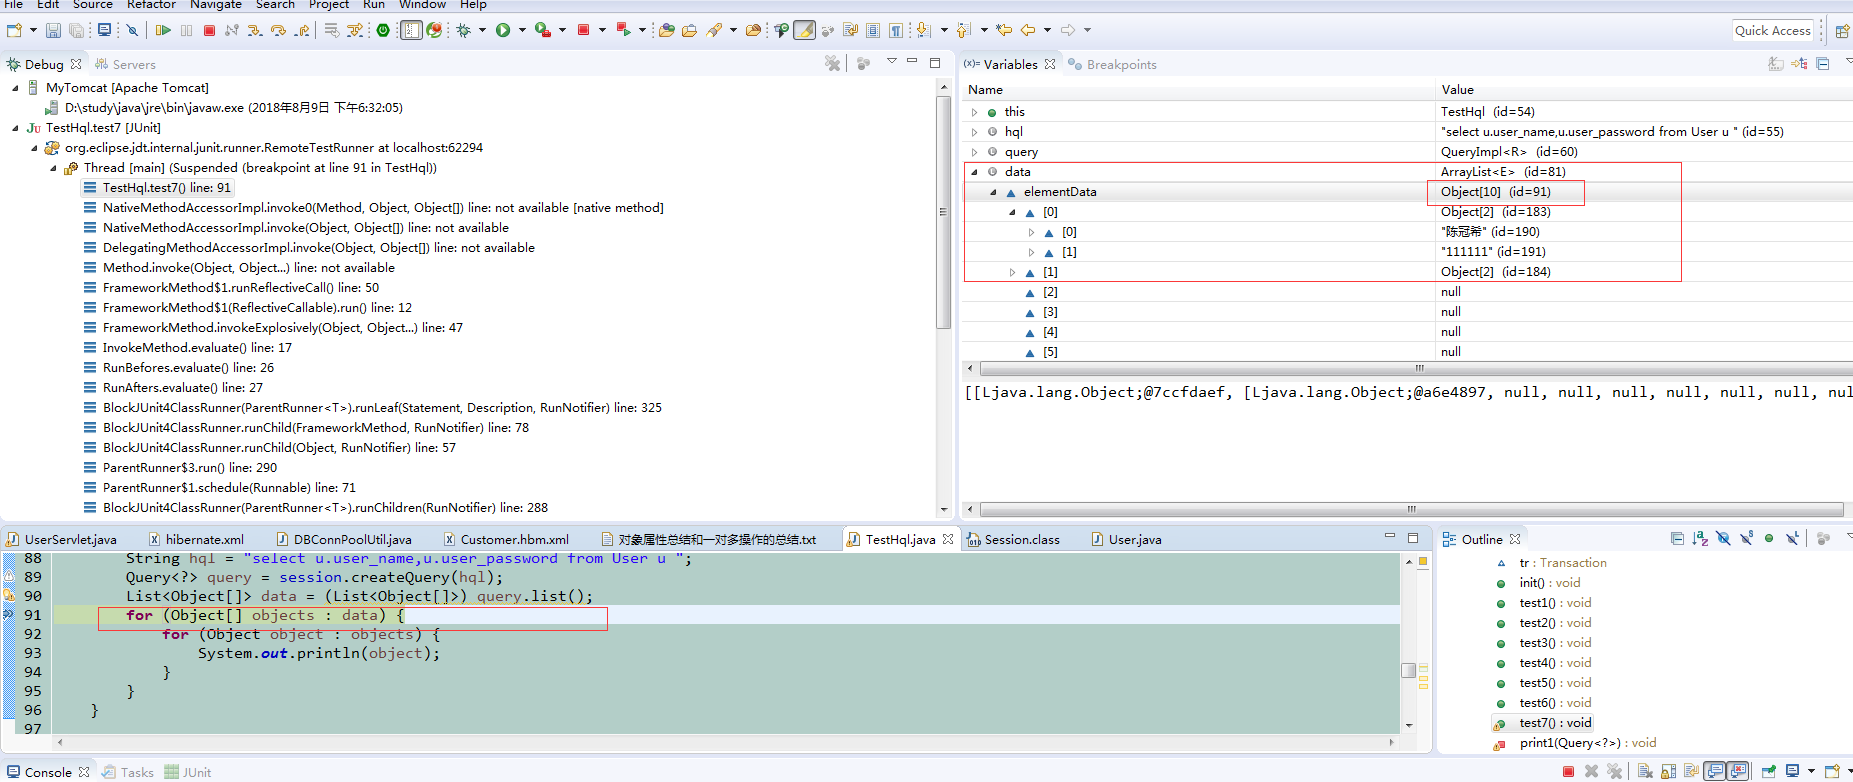 File Edit Source Refactor Navigate Search Project Run Window Help
Quick Access
Debug Servers
MyTomcat [Apache Tomcat]
D:\study\java\jre\bin\javaw.exe (2018年8月9日 下午6:32:05)
Ju TestHql.test7 [JUnit]
org.eclipse.jdt.internal.junit.runner.RemoteTestRunner at localhost:62294
Thread [main] (Suspended (breakpoint at line 91 in TestHql))
TestHql.test7() line: 91
NativeMethodAccessorImpl.invoke0(Method, Object, Object[]) line: not available [native method]
NativeMethodAccessorImpl.invoke(Object, Object[]) line: not available
DelegatingMethodAccessorImpl.invoke(Object, Object[]) line: not available
Method.invoke(Object, Object...) line: not available
FrameworkMethod$1.runReflectiveCall() line: 50
FrameworkMethod$1(ReflectiveCallable).run() line: 12
FrameworkMethod.invokeExplosively(Object, Object...) line: 47
InvokeMethod.evaluate() line: 17
RunBefores.evaluate() line: 26
RunAfters.evaluate() line: 27
BlockJUnit4ClassRunner(ParentRunner<T>).runLeaf(Statement, Description, RunNotifier) line: 325
BlockJUnit4ClassRunner.runChild(FrameworkMethod, RunNotifier) line: 78
BlockJUnit4ClassRunner.runChild(Object, RunNotifier) line: 57
ParentRunner$3.run() line: 290
ParentRunner$1.schedule(Runnable) line: 71
BlockJUnit4ClassRunner(ParentRunner<T>).runChildren(RunNotifier) line: 288
(x)= Variables Breakpoints
Name Value
this TestHql (id=54)
hql "select u.user_name,u.user_password from User u " (id=55)
query QueryImpl<R> (id=60)
data ArrayList<E> (id=81)
elementData Object[10] (id=91)
[0] Object[2] (id=183)
[0] "陈冠希" (id=190)
[1] "111111" (id=191)
[1] Object[2] (id=184)
[2] null
[3] null
[4] null
[5] null
[[Ljava.lang.Object;@7ccfdaef, [Ljava.lang.Object;@a6e4897, null, null, null, null, null, null, nul
UserServlet.java hibernate.xml DBConnPoolUtil.java Customer.hbm.xml 对象属性总结和一对多操作的总结.txt TestHql.java Session.class User.java
88 String hql = "select u.user_name,u.user_password from User u ";
89 Query<?> query = session.createQuery(hql);
90 List<Object[]> data = (List<Object[]>) query.list();
91 for (Object[] objects : data) {
92 for (Object object : objects) {
93 System.out.println(object);
94 }
95 }
96 }
97
Outline
tr : Transaction
init() : void
test1() : void
test2() : void
test3() : void
test4() : void
test5() : void
test6() : void
test7() : void
print1(Query<?>) : void
Console Tasks JUnit